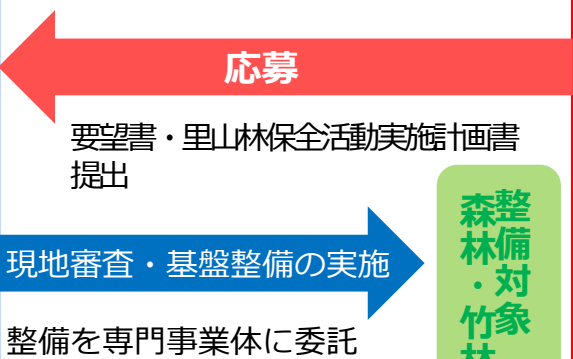 応募
要望書・里山林保全活動実施計画書
提出
現地審査・基盤整備の実施
整備を専門事業体に委託
整備対象
森林・竹林